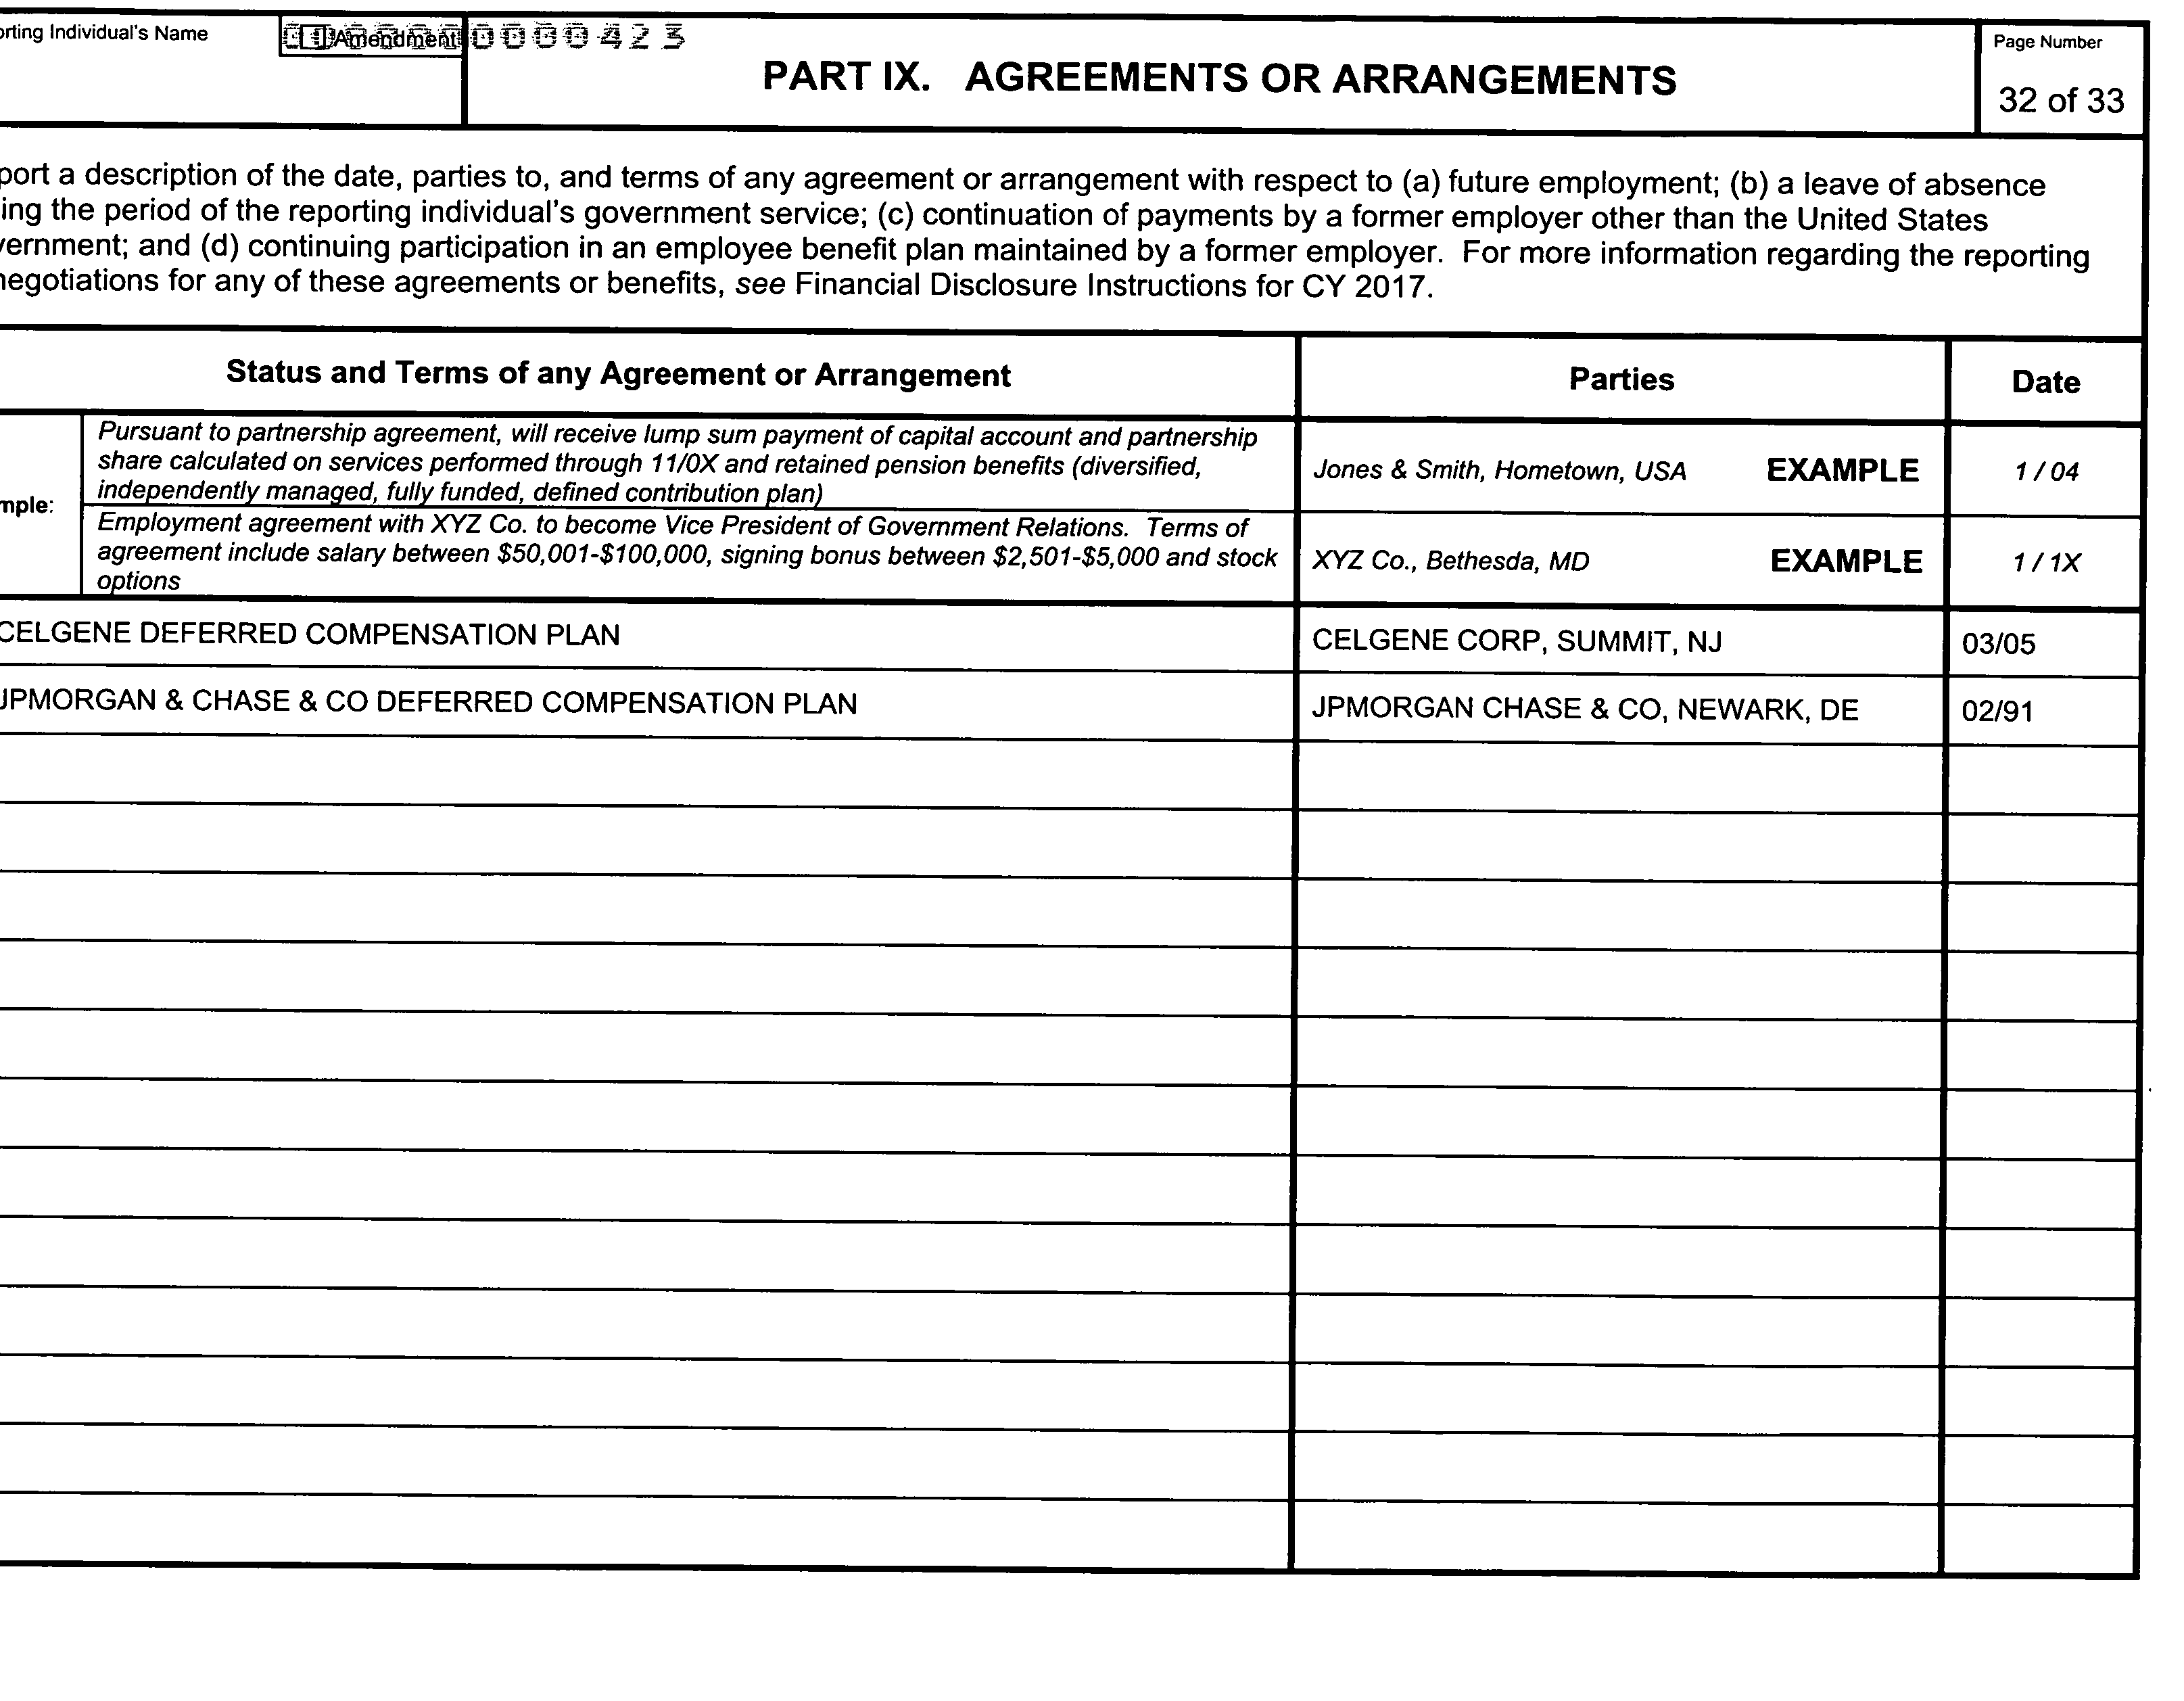 orting Individual's Name
Amendment
0000423
PART IX. AGREEMENTS OR ARRANGEMENTS
Page Number
32 of 33
port a description of the date, parties to, and terms of any agreement or arrangement with respect to (a) future employment; (b) a leave of absence
ing the period of the reporting individual's government service; (c) continuation of payments by a former employer other than the United States
vernment; and (d) continuing participation in an employee benefit plan maintained by a former employer. For more information regarding the reporting
negotiations for any of these agreements or benefits, see Financial Disclosure Instructions for CY 2017.
Status and Terms of any Agreement or Arrangement
Parties
Date
mple:
Pursuant to partnership agreement, will receive lump sum payment of capital account and partnership
share calculated on services performed through 11/0X and retained pension benefits (diversified,
independently managed, fully funded, defined contribution plan)
Jones & Smith, Hometown, USA EXAMPLE
1 / 04
Employment agreement with XYZ Co. to become Vice President of Government Relations. Terms of
agreement include salary between $50,001-$100,000, signing bonus between $2,501-$5,000 and stock
options
XYZ Co., Bethesda, MD EXAMPLE
1 / 1X
CELGENE DEFERRED COMPENSATION PLAN
CELGENE CORP, SUMMIT, NJ
03/05
JPMORGAN & CHASE & CO DEFERRED COMPENSATION PLAN
JPMORGAN CHASE & CO, NEWARK, DE
02/91